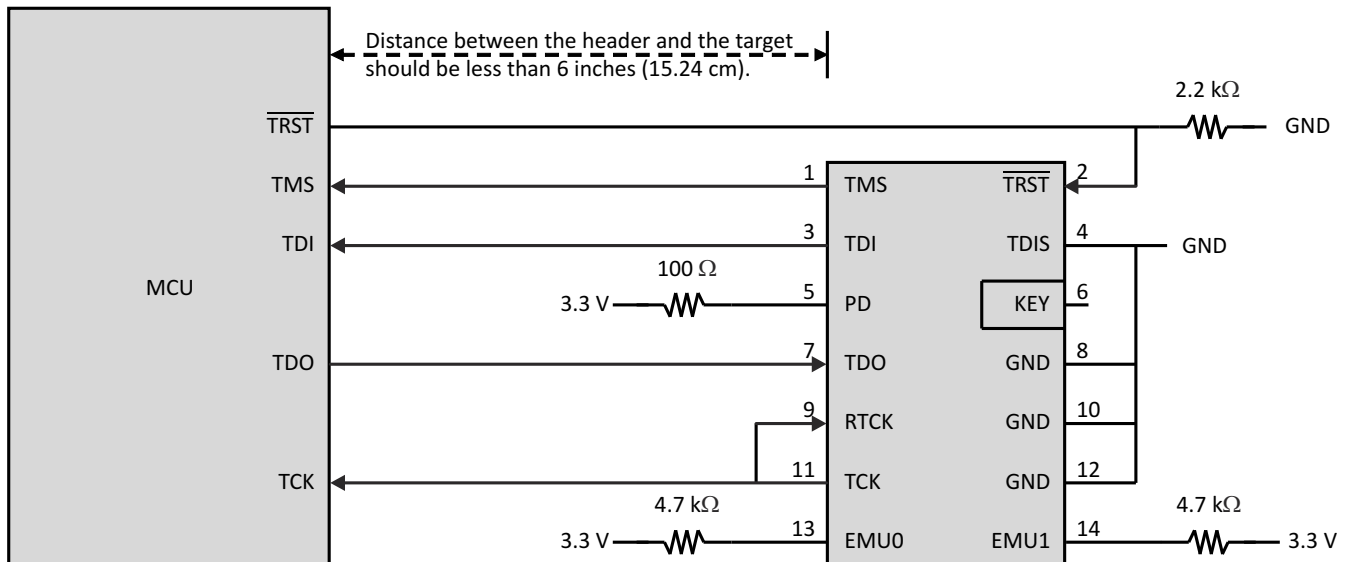 Distance between the header and the target
should be less than 6 inches (15.24 cm).
2.2 kΩ
TRST
GND
TMS
1
TMS
TRST
2
TDI
3
TDI
TDIS
4
GND
MCU
100 Ω
3.3 V
5
PD
KEY
6
TDO
7
TDO
GND
8
9
RTCK
GND
10
TCK
11
TCK
GND
12
4.7 kΩ
4.7 kΩ
3.3 V
13
EMU0
EMU1
14
3.3 V